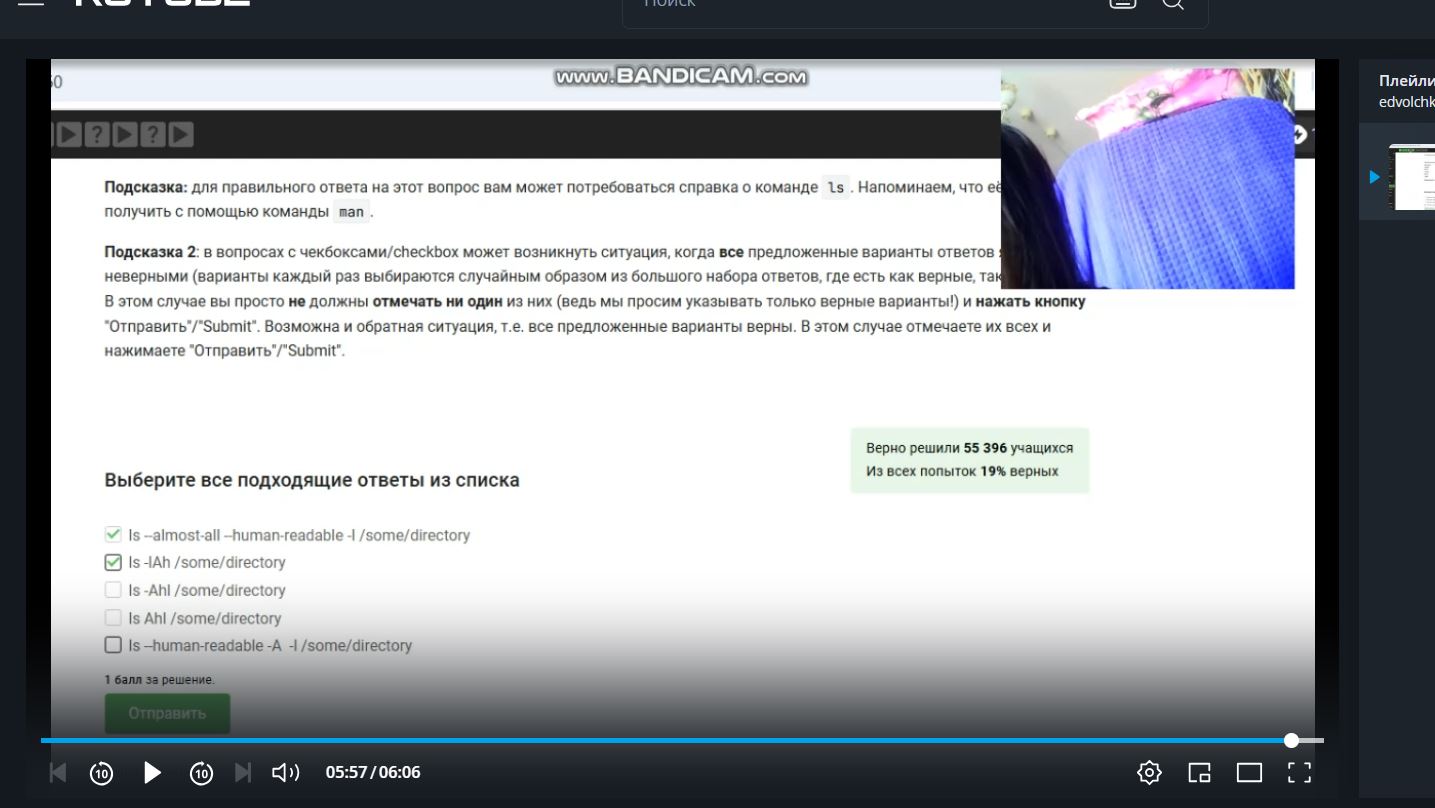 Поиск
www.BANDICAM.com
Плейли
edvolchk
Подсказка: для правильного ответа на этот вопрос вам может потребоваться справка о команде ls . Напоминаем, что её
получить с помощью команды man .
Подсказка 2: в вопросах с чекбоксами/checkbox может возникнуть ситуация, когда все предложенные варианты ответов
неверными (варианты каждый раз выбираются случайным образом из большого набора ответов, где есть как верные, так
В этом случае вы просто не должны отмечать ни один из них (ведь мы просим указывать только верные варианты!) и нажать кнопку
"Отправить"/"Submit". Возможна и обратная ситуация, т.е. все предложенные варианты верны. В этом случае отмечаете их всех и
нажимаете "Отправить"/"Submit".
Верно решили 55 396 учащихся
Из всех попыток 19% верных
Выберите все подходящие ответы из списка
ls --almost-all --human-readable -l /some/directory
ls -lAh /some/directory
ls -Ahl /some/directory
ls Ahl /some/directory
ls --human-readable -A -l /some/directory
1 балл за решение.
Отправить
10
10
05:57 / 06:06